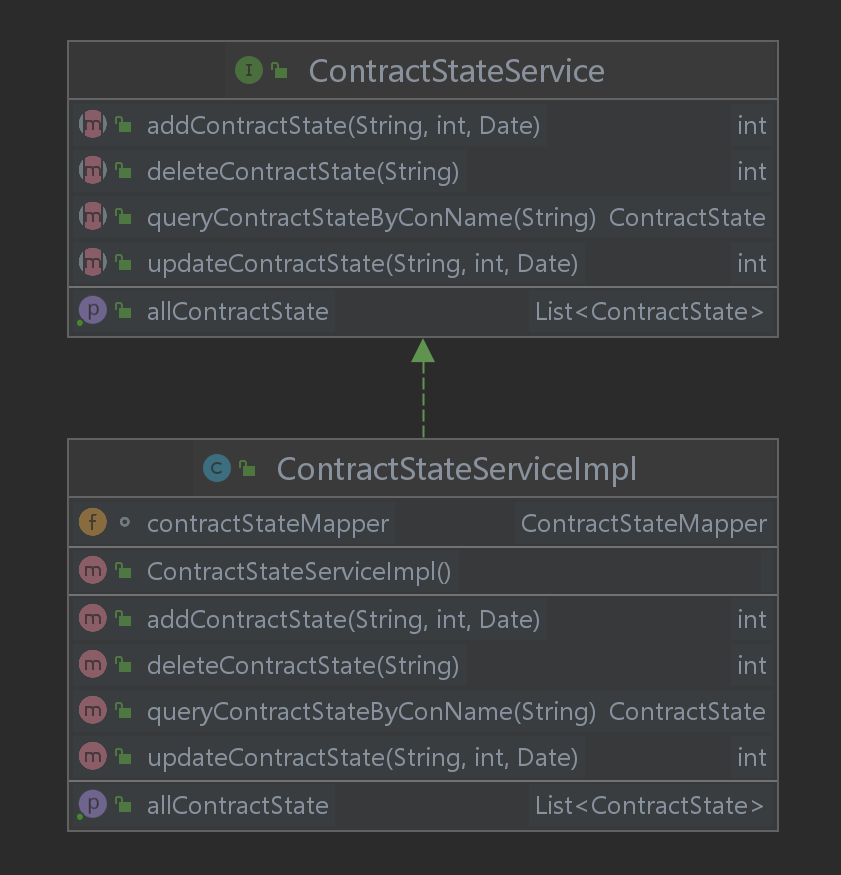 I ContractStateService
m addContractState(String, int, Date) int
m deleteContractState(String) int
m queryContractStateByConName(String) ContractState
m updateContractState(String, int, Date) int
p allContractState List<ContractState>
C ContractStateServiceImpl
f contractStateMapper ContractStateMapper
m ContractStateServiceImpl()
m addContractState(String, int, Date) int
m deleteContractState(String) int
m queryContractStateByConName(String) ContractState
m updateContractState(String, int, Date) int
p allContractState List<ContractState>